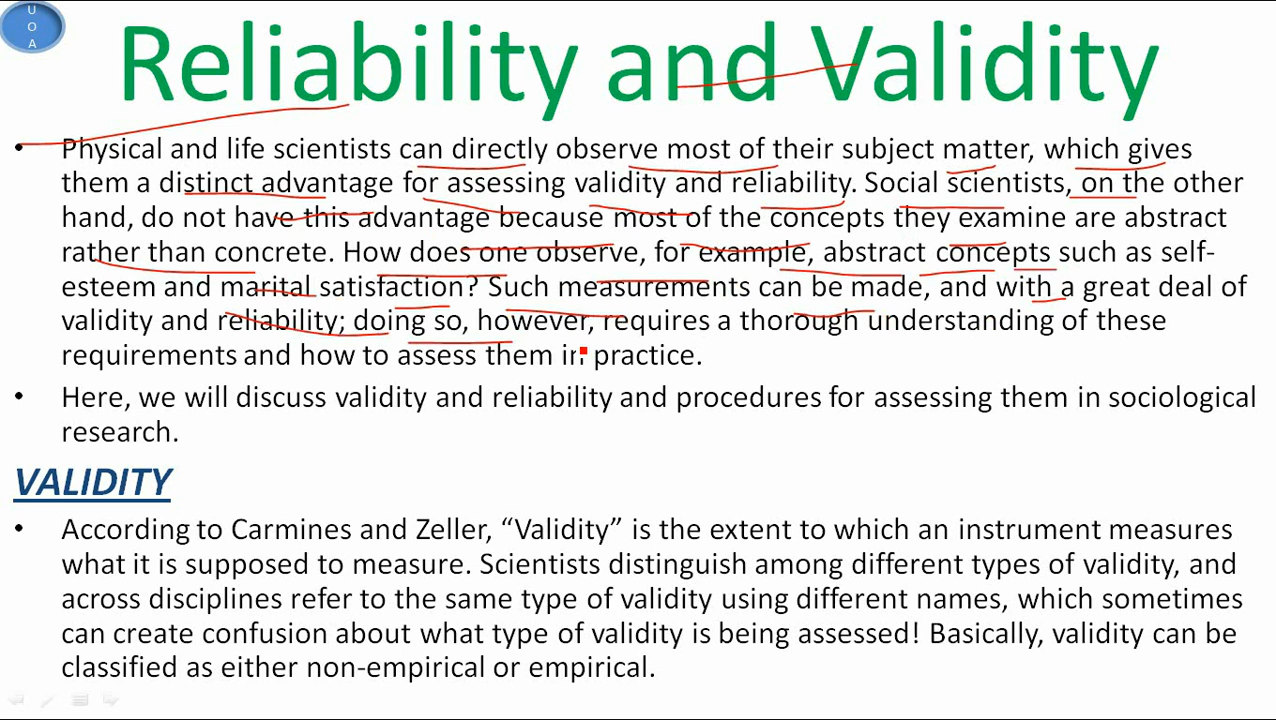 U
O
A
Reliability and Validity
• Physical and life scientists can directly observe most of their subject matter, which gives
them a distinct advantage for assessing validity and reliability. Social scientists, on the other
hand, do not have this advantage because most of the concepts they examine are abstract
rather than concrete. How does one observe, for example, abstract concepts such as self-
esteem and marital satisfaction? Such measurements can be made, and with a great deal of
validity and reliability; doing so, however, requires a thorough understanding of these
requirements and how to assess them in practice.
• Here, we will discuss validity and reliability and procedures for assessing them in sociological
research.
VALIDITY
• According to Carmines and Zeller, “Validity” is the extent to which an instrument measures
what it is supposed to measure. Scientists distinguish among different types of validity, and
across disciplines refer to the same type of validity using different names, which sometimes
can create confusion about what type of validity is being assessed! Basically, validity can be
classified as either non-empirical or empirical.